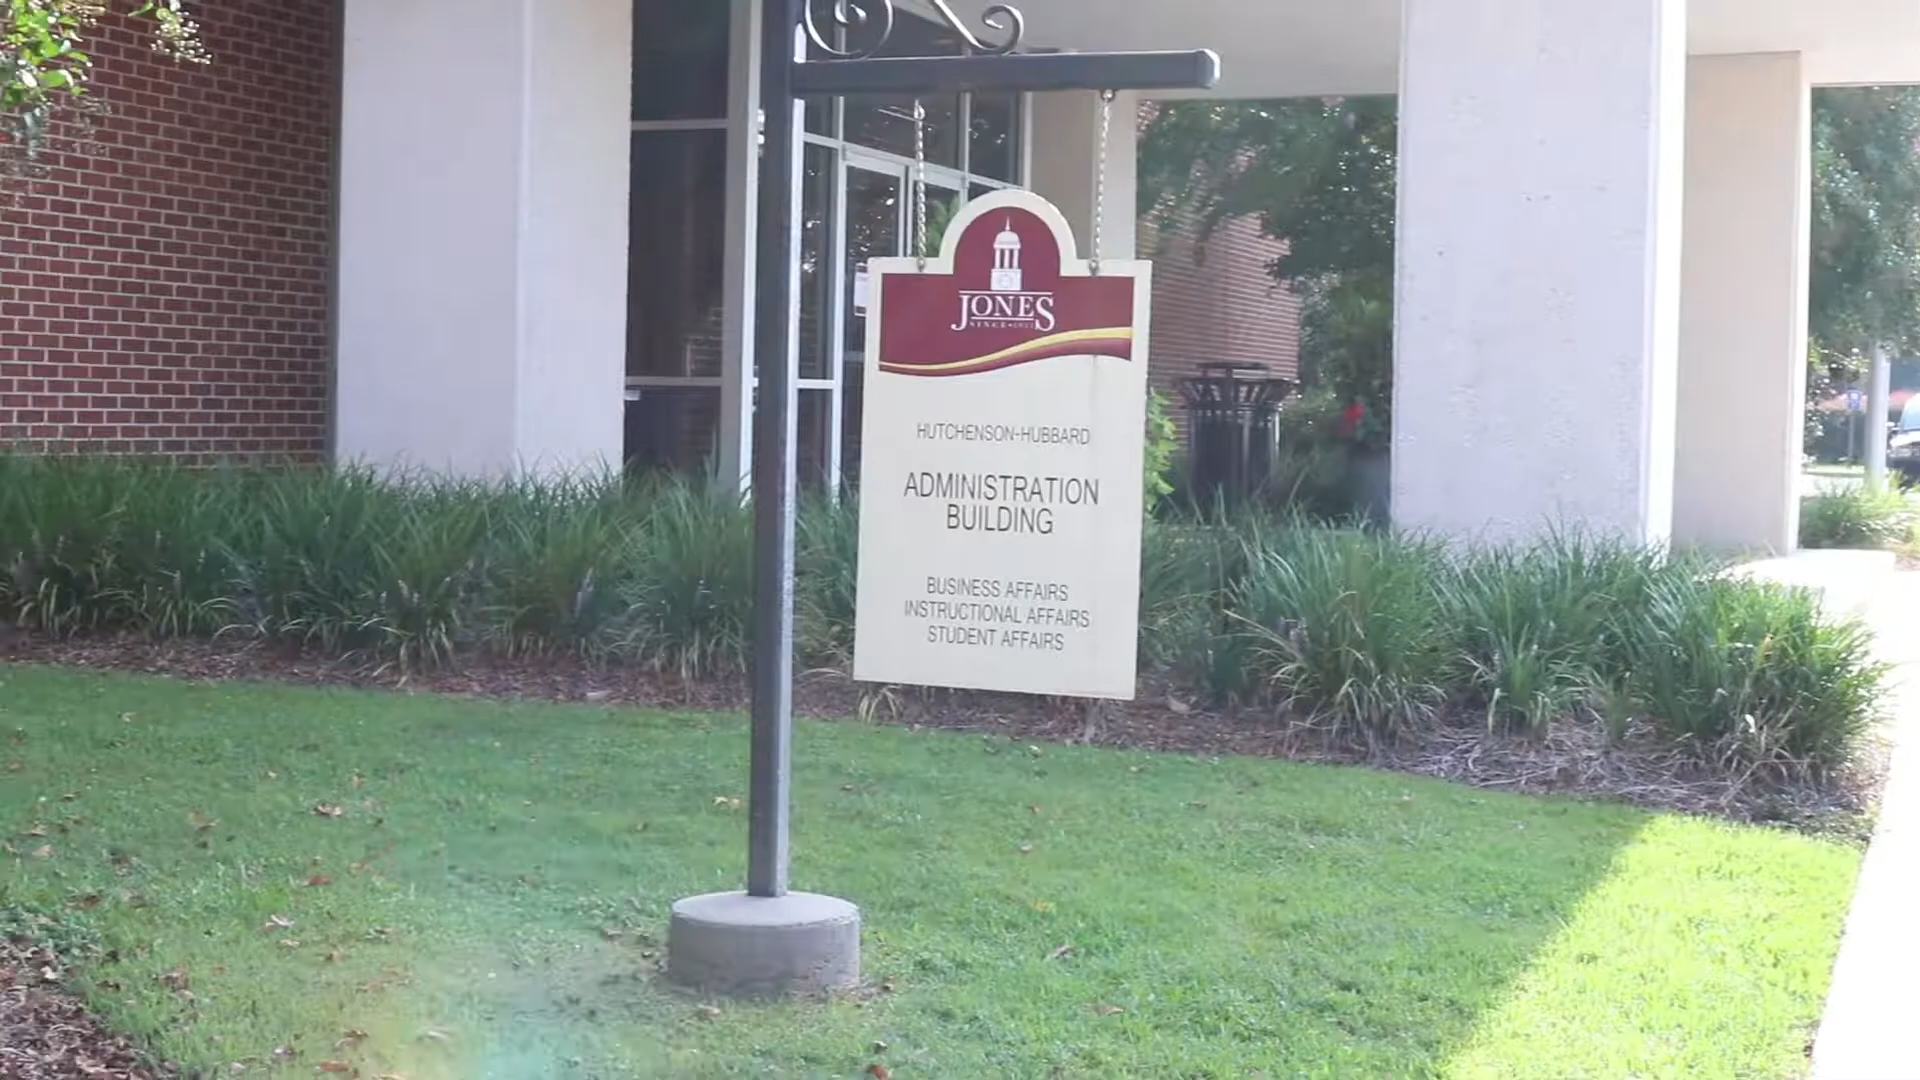 JONES
HUTCHENSON-HUBBARD
ADMINISTRATION
BUILDING
BUSINESS AFFAIRS
INSTRUCTIONAL AFFAIRS
STUDENT AFFAIRS